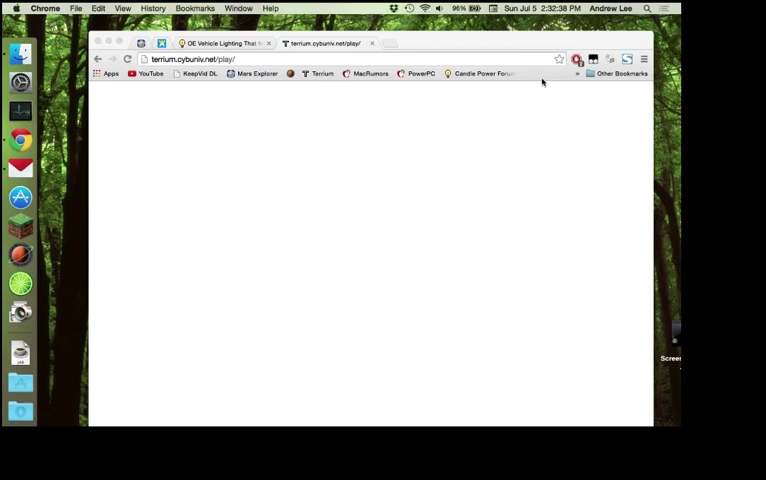 Chrome File Edit View History Bookmarks Window Help 96% Sun Jul 5 2:32:38 PM Andrew Lee
OE Vehicle Lighting That terrium.cybuniv.net/play/
terrium.cybuniv.net/play/
Apps YouTube KeepVid DL Mars Explorer Terrium MacRumors PowerPC Candle Power Forum » Other Bookmarks
Screen